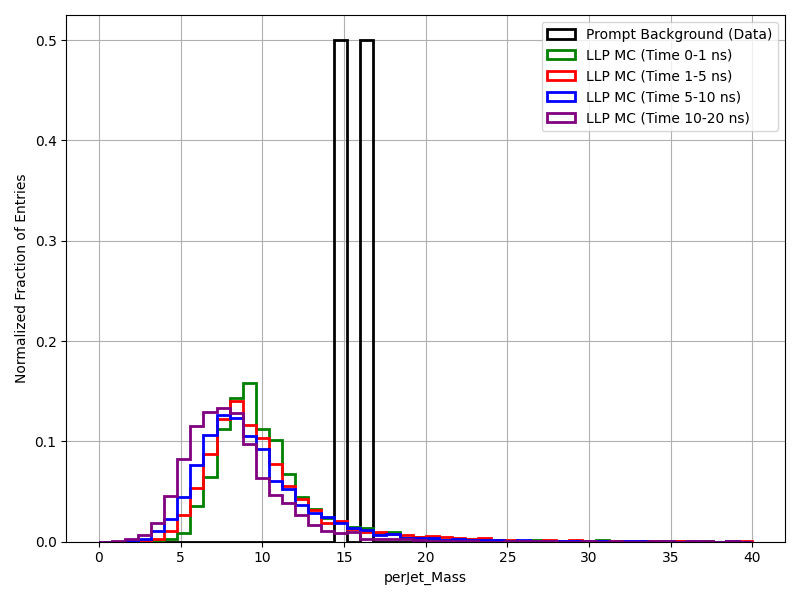 Prompt Background (Data)
LLP MC (Time 0-1 ns)
LLP MC (Time 1-5 ns)
LLP MC (Time 5-10 ns)
LLP MC (Time 10-20 ns)
Normalized Fraction of Entries
0.5
0.4
0.3
0.2
0.1
0.0
0 5 10 15 20 25 30 35 40
perJet_Mass